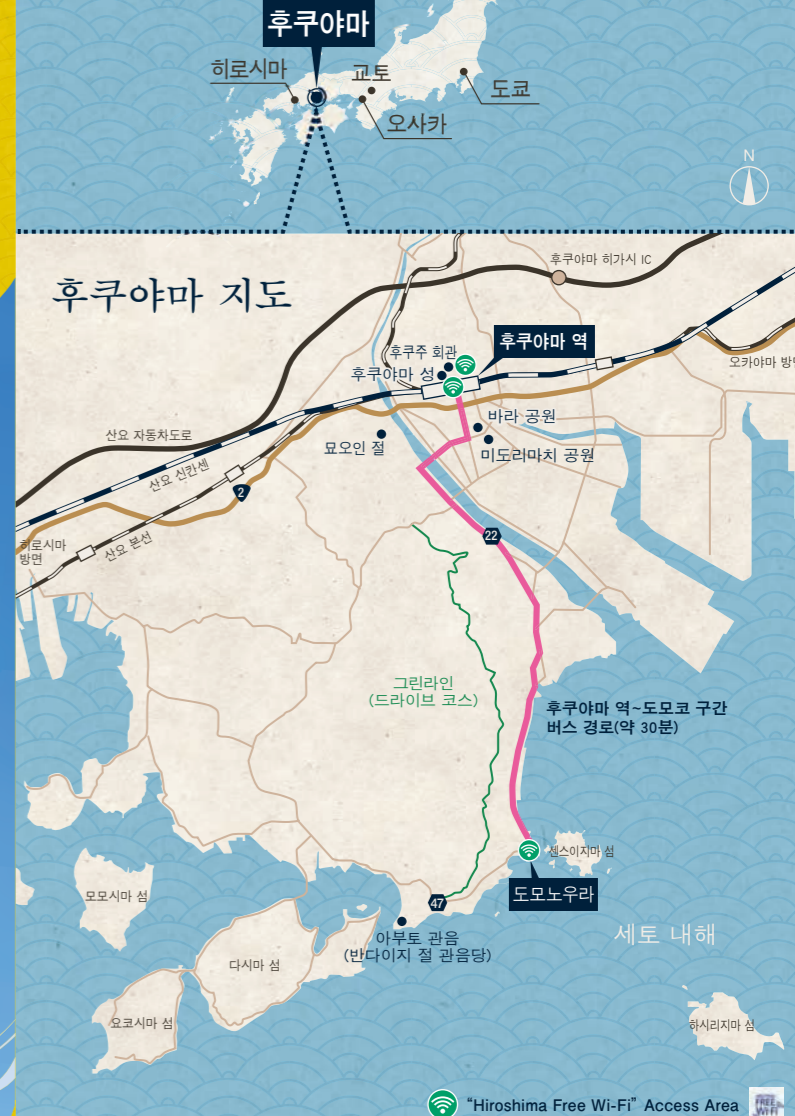 후쿠야마
히로시마
교토
도쿄
오사카
N
후쿠야마 지도
후쿠야마 히가시 IC
후쿠야마 역
후쿠주 회관
후쿠야마 성
오카야마 방면
바라 공원
산요 자동차도로
묘오인 절
미도리마치 공원
산요 신칸센
2
22
히로시마
방면
산요 본선
그린라인
(드라이브 코스)
후쿠야마 역~도모코 구간
버스 경로(약 30분)
센스이지마 섬
도모노우라
모모시마 섬
47
아부토 관음
(반다이지 절 관음당)
세토 내해
다시마 섬
요코시마 섬
하시리지마 섬
“Hiroshima Free Wi-Fi” Access Area
FREE
Wi-Fi